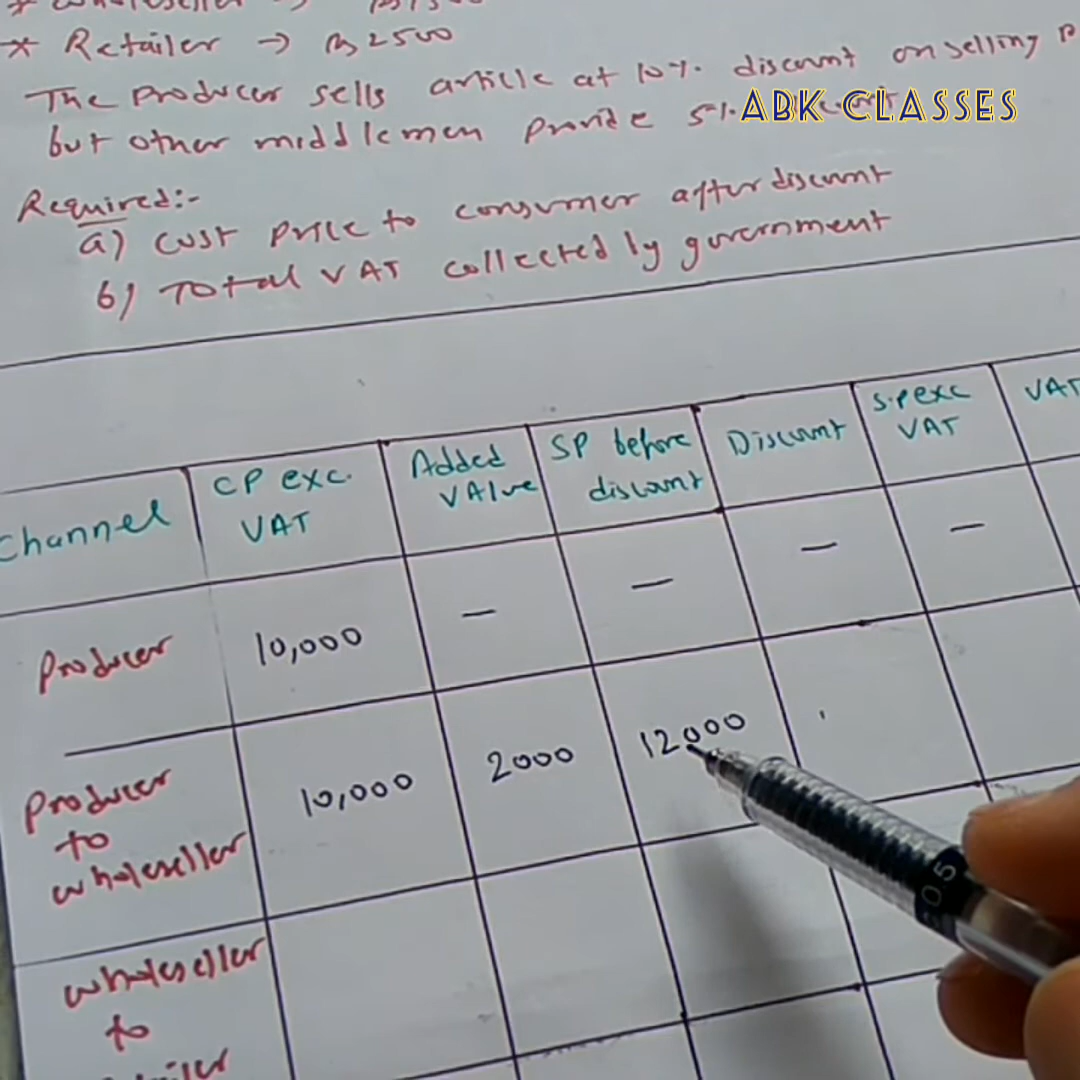 * Retailer → Rs 2500
The producer sells article at 10%. discount on selling
but other middlemen provide 5%.
ABK CLASSES
Required:-
a) cost price to consumer after discount
b) Total VAT collected by government
Channel
CP exc. VAT
Added VAlue
SP before discount
Discount
S.P exc VAT
VAT
Producer
10,000
—
—
—
—
Producer to wholeseller
10,000
2000
12000
wholeseller to